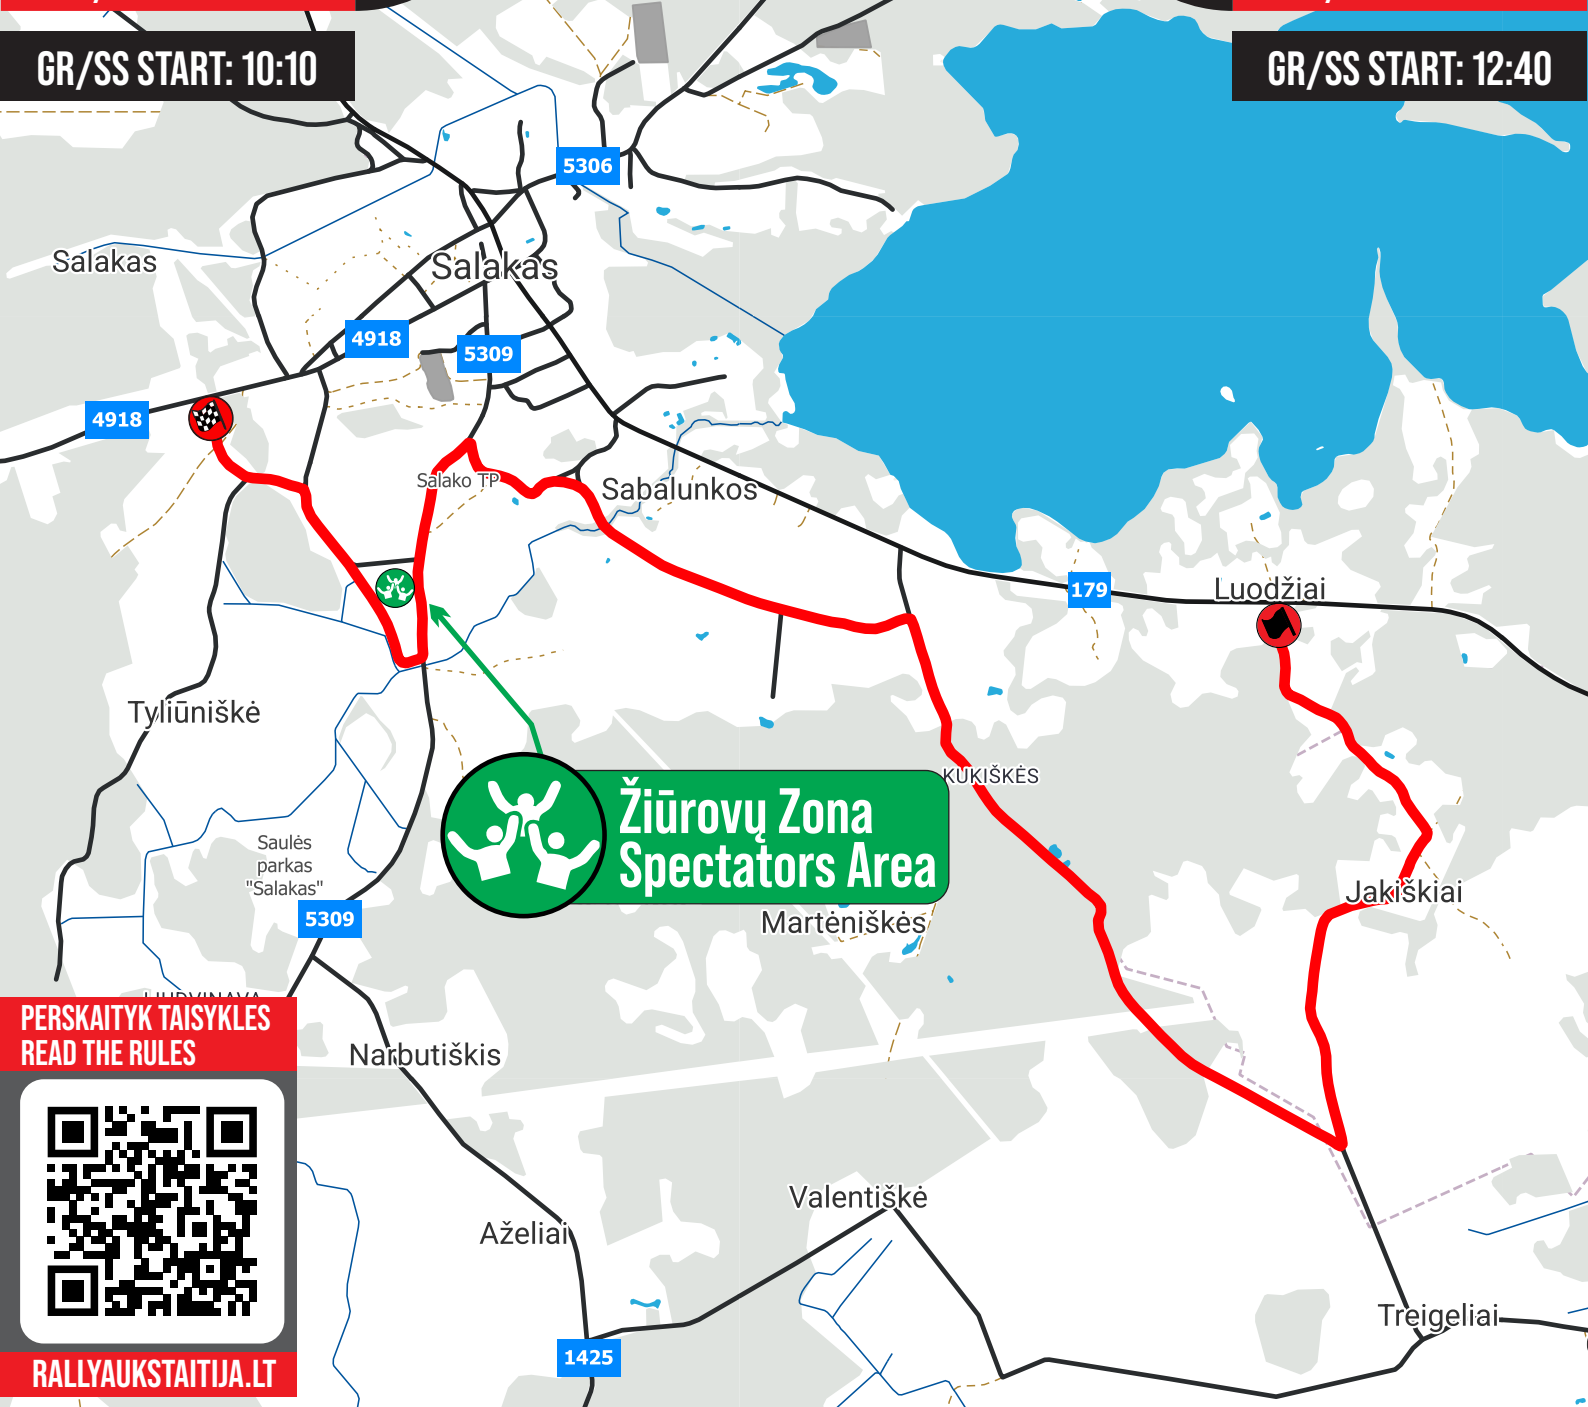 GR/SS START: 10:10
GR/SS START: 12:40
5306
Salakas
Salakas
4918
5309
4918
Salako TP
Sabalunkos
179
Luodžiai
Tyliūniškė
KUKIŠKĖS
Žiūrovų Zona
Spectators Area
Saulės
parkas
"Salakas"
Jakiškiai
5309
Martėniškės
PERSKAITYK TAISYKLES
READ THE RULES
Narbutiškis
Valentiškė
Aželiai
Treigeliai
1425
RALLYAUKSTAITIJA.LT